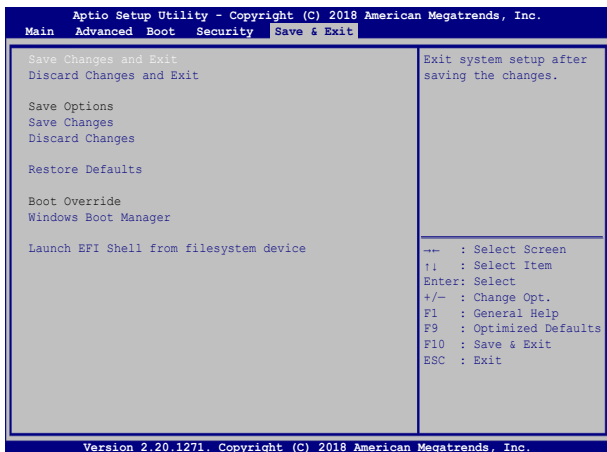 Aptio Setup Utility - Copyright (C) 2018 American Megatrends, Inc.
Main Advanced Boot Security Save & Exit
Save Changes and Exit
Discard Changes and Exit
Save Options
Save Changes
Discard Changes
Restore Defaults
Boot Override
Windows Boot Manager
Launch EFI Shell from filesystem device
Exit system setup after
saving the changes.
→← : Select Screen
↑↓ : Select Item
Enter: Select
+/— : Change Opt.
F1 : General Help
F9 : Optimized Defaults
F10 : Save & Exit
ESC : Exit
Version 2.20.1271. Copyright (C) 2018 American Megatrends, Inc.